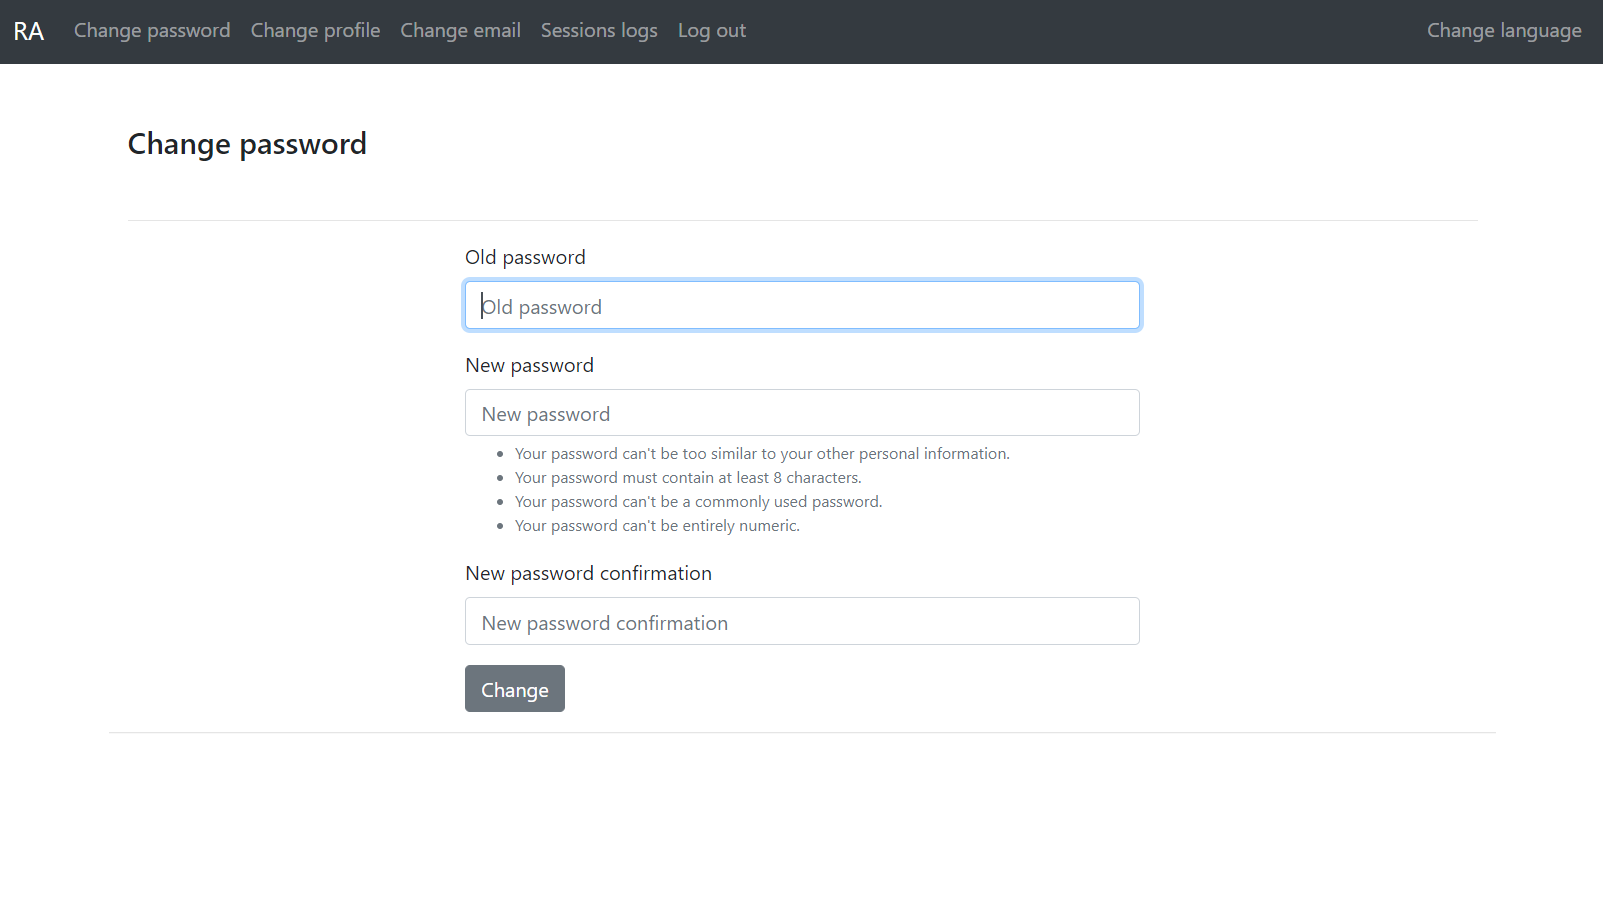 RA Change password Change profile Change email Sessions logs Log out Change language
Change password
Old password
Old password
New password
New password
Your password can't be too similar to your other personal information.
Your password must contain at least 8 characters.
Your password can't be a commonly used password.
Your password can't be entirely numeric.
New password confirmation
New password confirmation
Change